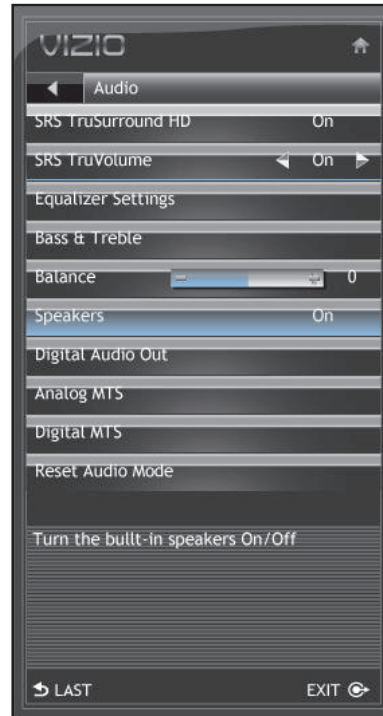 VIZIO
Audio
SRS TruSurround HD On
SRS TruVolume On
Equalizer Settings
Bass & Treble
Balance 0
Speakers On
Digital Audio Out
Analog MTS
Digital MTS
Reset Audio Mode
Turn the bullt-in speakers On/Off
LAST EXIT